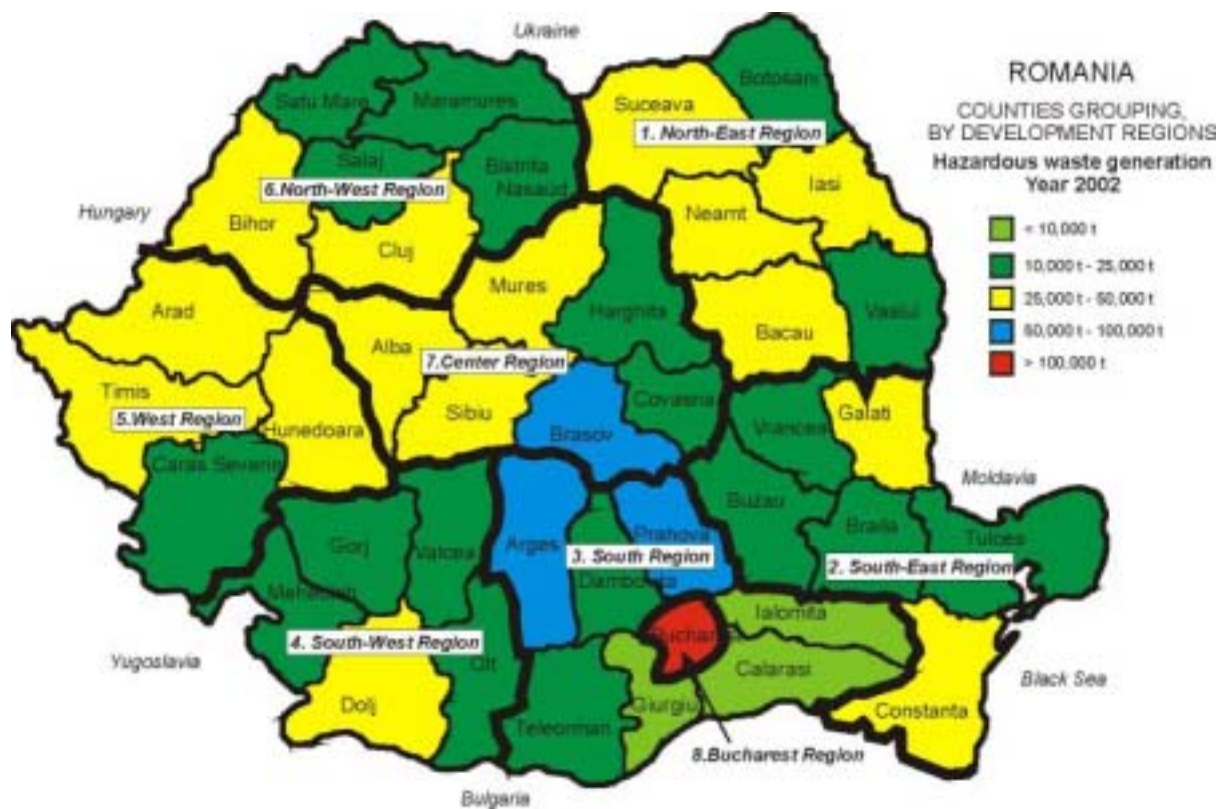 Ukraine
ROMANIA
COUNTIES GROUPING,
BY DEVELOPMENT REGIONS
Hazardous waste generation
Year 2002
< 10,000 t
10,000 t - 25,000 t
25,000 t - 50,000 t
50,000 t - 100,000 t
> 100,000 t
Botosani
Satu Mare
Maramures
Suceava
1. North-East Region
Salaj
Bistrita
Nasaud
6.North-West Region
Iasi
Hungary
Bihor
Neamt
Cluj
Mures
Arad
Harghita
Vaslui
Bacau
Alba
7.Center Region
Timis
5.West Region
Sibiu
Covasna
Galati
Hunedoara
Brasov
Vrancea
Caras Severin
Moldavia
Buzau
Braila
Tulcea
Gorj
Valcea
Arges
Prahova
3. South Region
2. South-East Region
Dambovita
Mehedinti
Ialomita
Bucharest
4. South-West Region
Olt
Yugoslavia
Calarasi
Black Sea
Dolj
Giurgiu
Constanta
Teleorman
8.Bucharest Region
Bulgaria